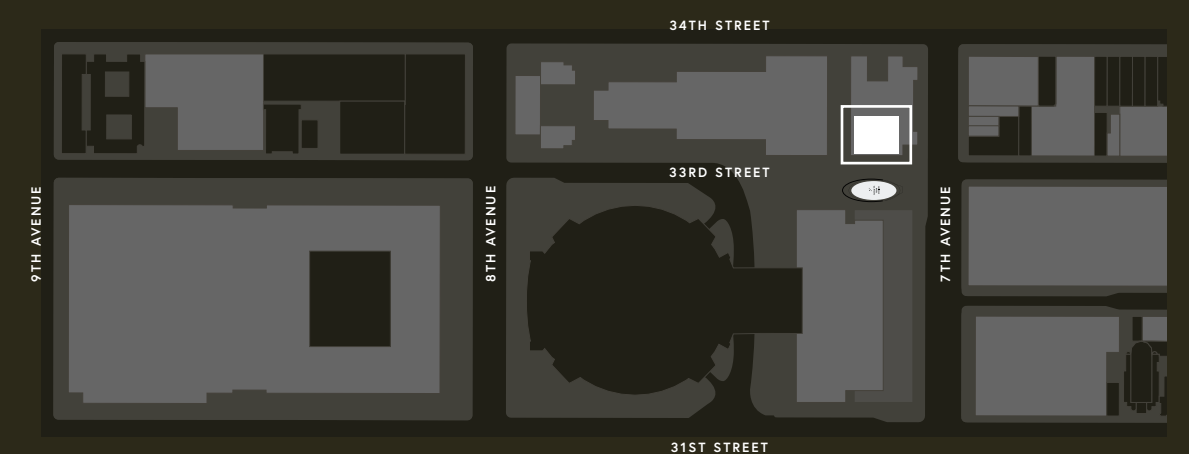 34TH STREET
33RD STREET
9TH AVENUE
8TH AVENUE
7TH AVENUE
31ST STREET